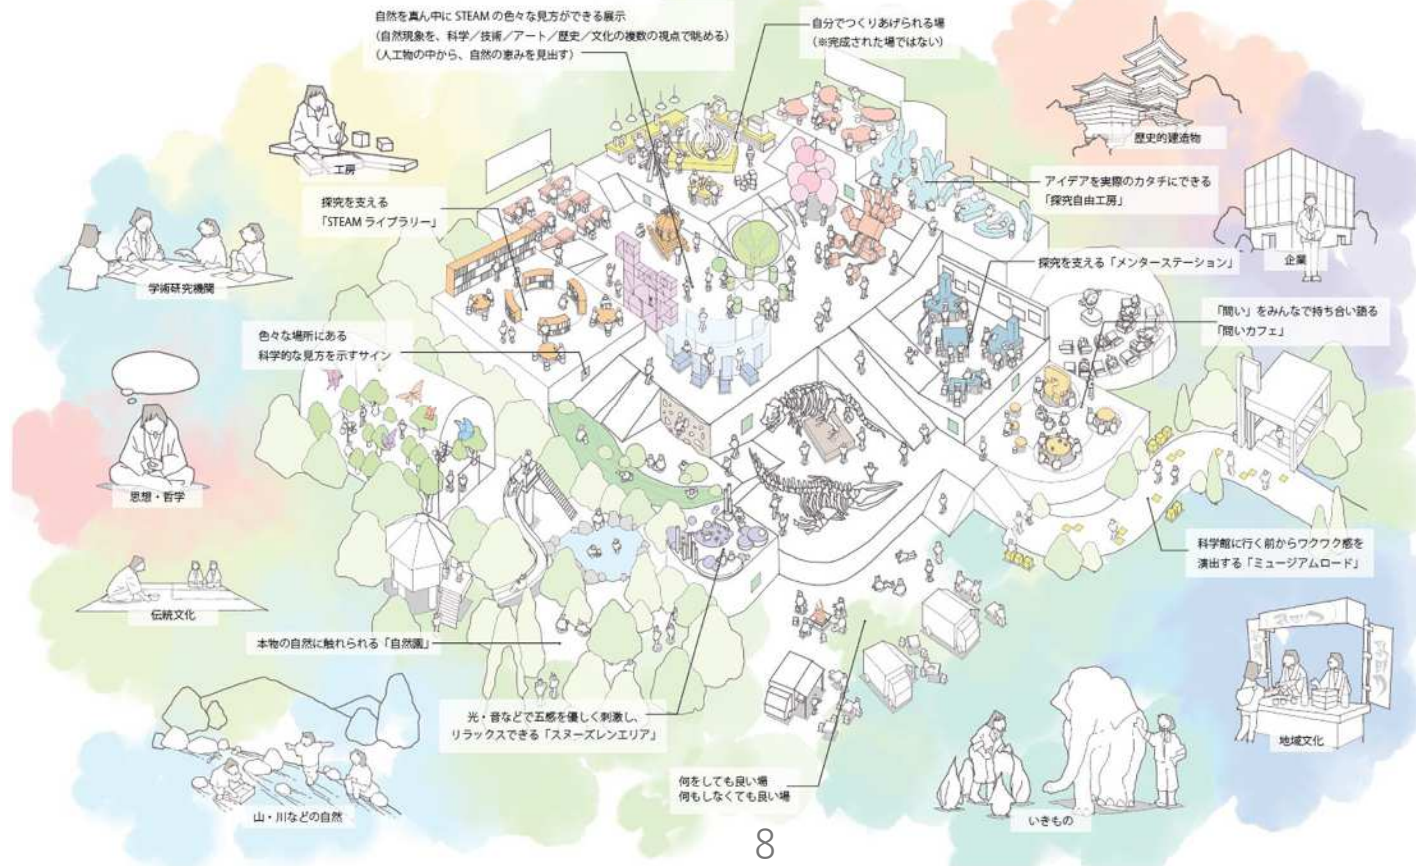 自然を真ん中に STEAM の色々な見方ができる展示
(自然現象を、科学／技術／アート／歴史／文化の複数の視点で眺める)
(人工物の中から、自然の恵みを見出す)
自分でつくりあげられる場
(※完成された場ではない)
工房
歴史的建造物
探究を支える
「STEAM ライブラリー」
アイデアを実際のカタチにできる
「探究自由工房」
学術研究機関
探究を支える「メンターステーション」
企業
色々な場所にある
科学的な見方を示すサイン
「問い」をみんなで持ち合い語る
「問いカフェ」
思想・哲学
科学館に行く前からワクワク感を
演出する「ミュージアムロード」
伝統文化
本物の自然に触れられる「自然園」
光・音などで五感を優しく刺激し、
リラックスできる「スヌーズレンエリア」
地域文化
何をしても良い場
何もしなくても良い場
山・川などの自然
いきもの
8